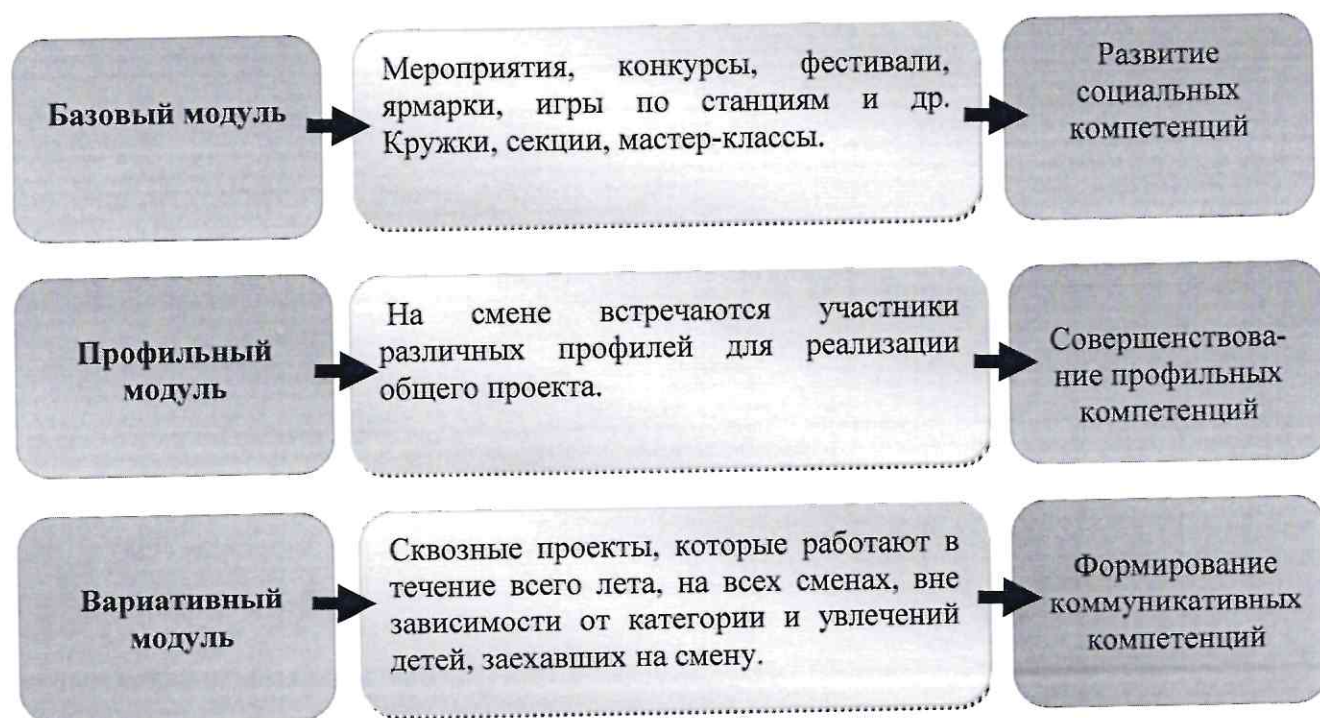 Базовый модуль
Мероприятия, конкурсы, фестивали,
ярмарки, игры по станциям и др.
Кружки, секции, мастер-классы.
Развитие
социальных
компетенций
Профильный
модуль
На смене встречаются участники
различных профилей для реализации
общего проекта.
Совершенствова-
ние профильных
компетенций
Вариативный
модуль
Сквозные проекты, которые работают в
течение всего лета, на всех сменах, вне
зависимости от категории и увлечений
детей, заехавших на смену.
Формирование
коммуникативных
компетенций